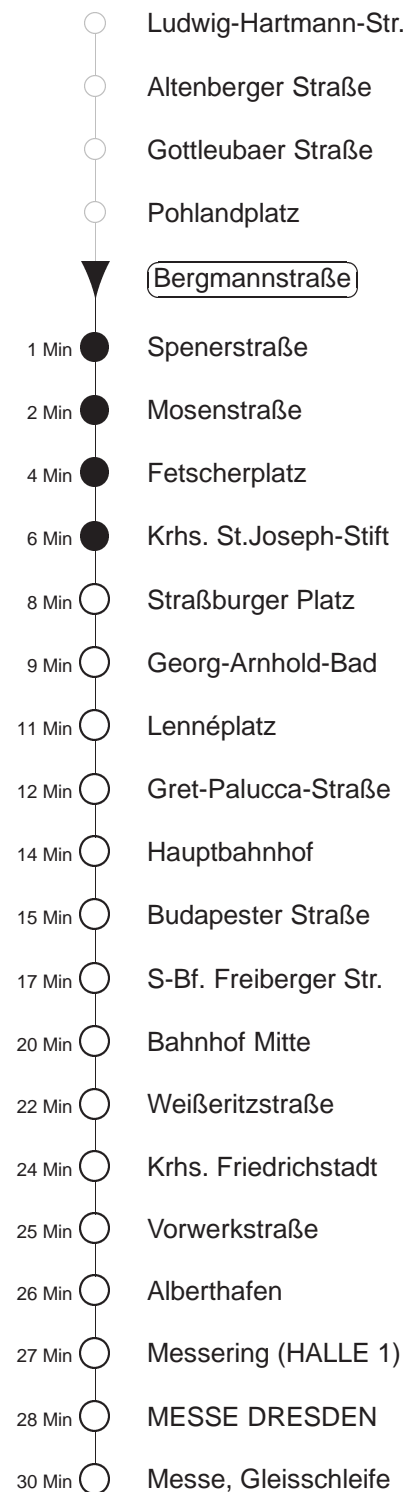 Ludwig-Hartmann-Str.
Altenberger Straße
Gottleubaer Straße
Pohlandplatz
Bergmannstraße
1 Min Spenerstraße
2 Min Mosenstraße
4 Min Fetscherplatz
6 Min Krhs. St.Joseph-Stift
8 Min Straßburger Platz
9 Min Georg-Arnhold-Bad
11 Min Lennéplatz
12 Min Gret-Palucca-Straße
14 Min Hauptbahnhof
15 Min Budapester Straße
17 Min S-Bf. Freiberger Str.
20 Min Bahnhof Mitte
22 Min Weißeritzstraße
24 Min Krhs. Friedrichstadt
25 Min Vorwerkstraße
26 Min Alberthafen
27 Min Messering (HALLE 1)
28 Min MESSE DRESDEN
30 Min Messe, Gleisschleife